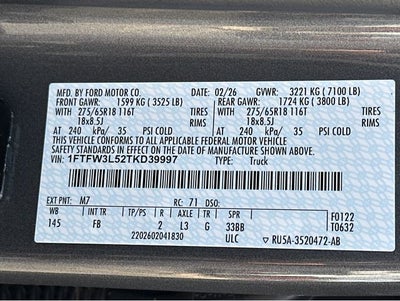 MFD. BY FORD MOTOR CO. 02/26 GVWR: 3221 KG ( 7100 LB)
FRONT GAWR: 1599 KG ( 3525 LB) REAR GAWR: 1724 KG ( 3800 LB)
275/65R18 116T TIRES 275/65R18 116T TIRES
18x8.5J RIMS 18x8.5J RIMS
AT 240 kPa/ 35 PSI COLD AT 240 kPa/ 35 PSI COLD
THIS VEHICLE CONFORMS TO ALL APPLICABLE FEDERAL MOTOR VEHICLE
SAFETY STANDARDS IN EFFECT ON THE DATE OF MANUFACTURE SHOWN ABOVE.
VIN: 1FTFW3L52TKD39997 TYPE: Truck
EXT PNT: M7 RC: 71 DSO:
WB INT TR TP/PS R AXLE TR SPR F0122
145 FB 2 L3 G 33BB T0632
2202602041830 ULC RU5A-3520472-AB